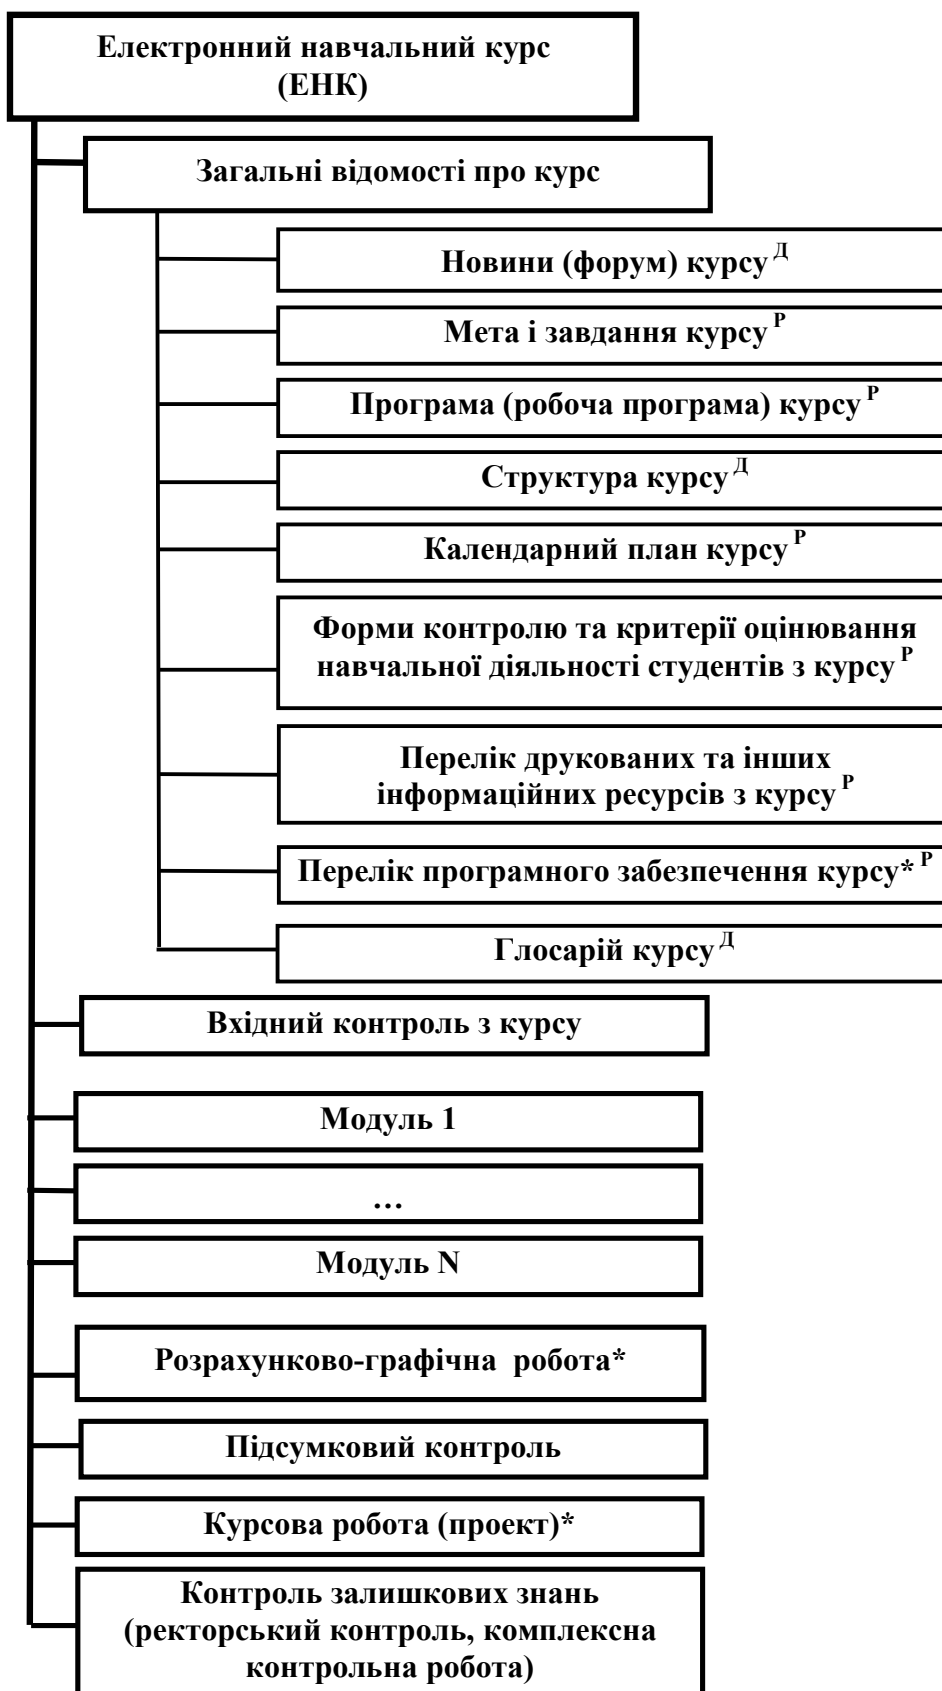 Електронний навчальний курс
(ЕНК)
Загальні відомості про курс
Новини (форум) курсу Д
Мета і завдання курсу Р
Програма (робоча програма) курсу Р
Структура курсу Д
Календарний план курсу Р
Форми контролю та критерії оцінювання
навчальної діяльності студентів з курсу Р
Перелік друкованих та інших
інформаційних ресурсів з курсу Р
Перелік програмного забезпечення курсу* Р
Глосарій курсу Д
Вхідний контроль з курсу
Модуль 1
…
Модуль N
Розрахунково-графічна робота*
Підсумковий контроль
Курсова робота (проект)*
Контроль залишкових знань
(ректорський контроль, комплексна
контрольна робота)